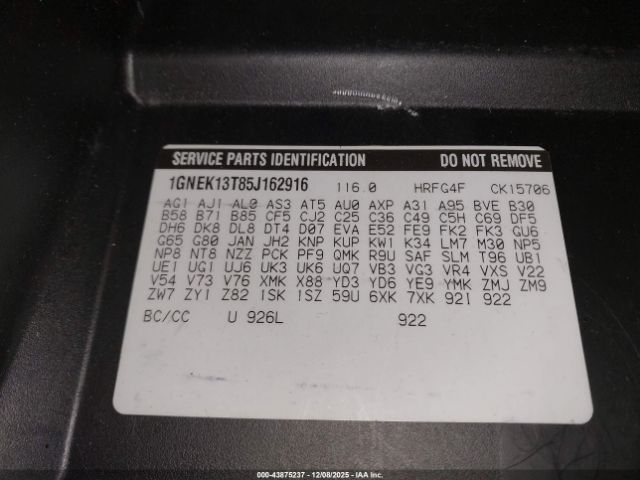 SERVICE PARTS IDENTIFICATION DO NOT REMOVE
1GNEK13T85J162916 116.0 HRFG4F CK15706
AG1 AJ1 AL0 AS3 AT5 AU0 AXP A31 A95 BVE B30
B58 B71 B85 CF5 CJ2 C25 C36 C49 C5H C69 DF5
DH6 DK8 DL8 DT4 D07 EVA E52 FE9 FK2 FK3 GU6
G65 G80 JAN JH2 KNP KUP KW1 K34 LM7 M30 NP5
NP8 NT8 NZZ PCK PF9 QMK R9U SAF SLM T96 UB1
UE1 UG1 UJ6 UK3 UK6 UQ7 VB3 VG3 VR4 VXS V22
V54 V73 V76 XMK X88 YD3 YD6 YE9 YMK ZMJ ZM9
ZW7 ZY1 Z82 1SK 1SZ 59U 6XK 7XK 92I 922
BC/CC U 926L 922
000-43875237 - 12/08/2025 - IAA, Inc.